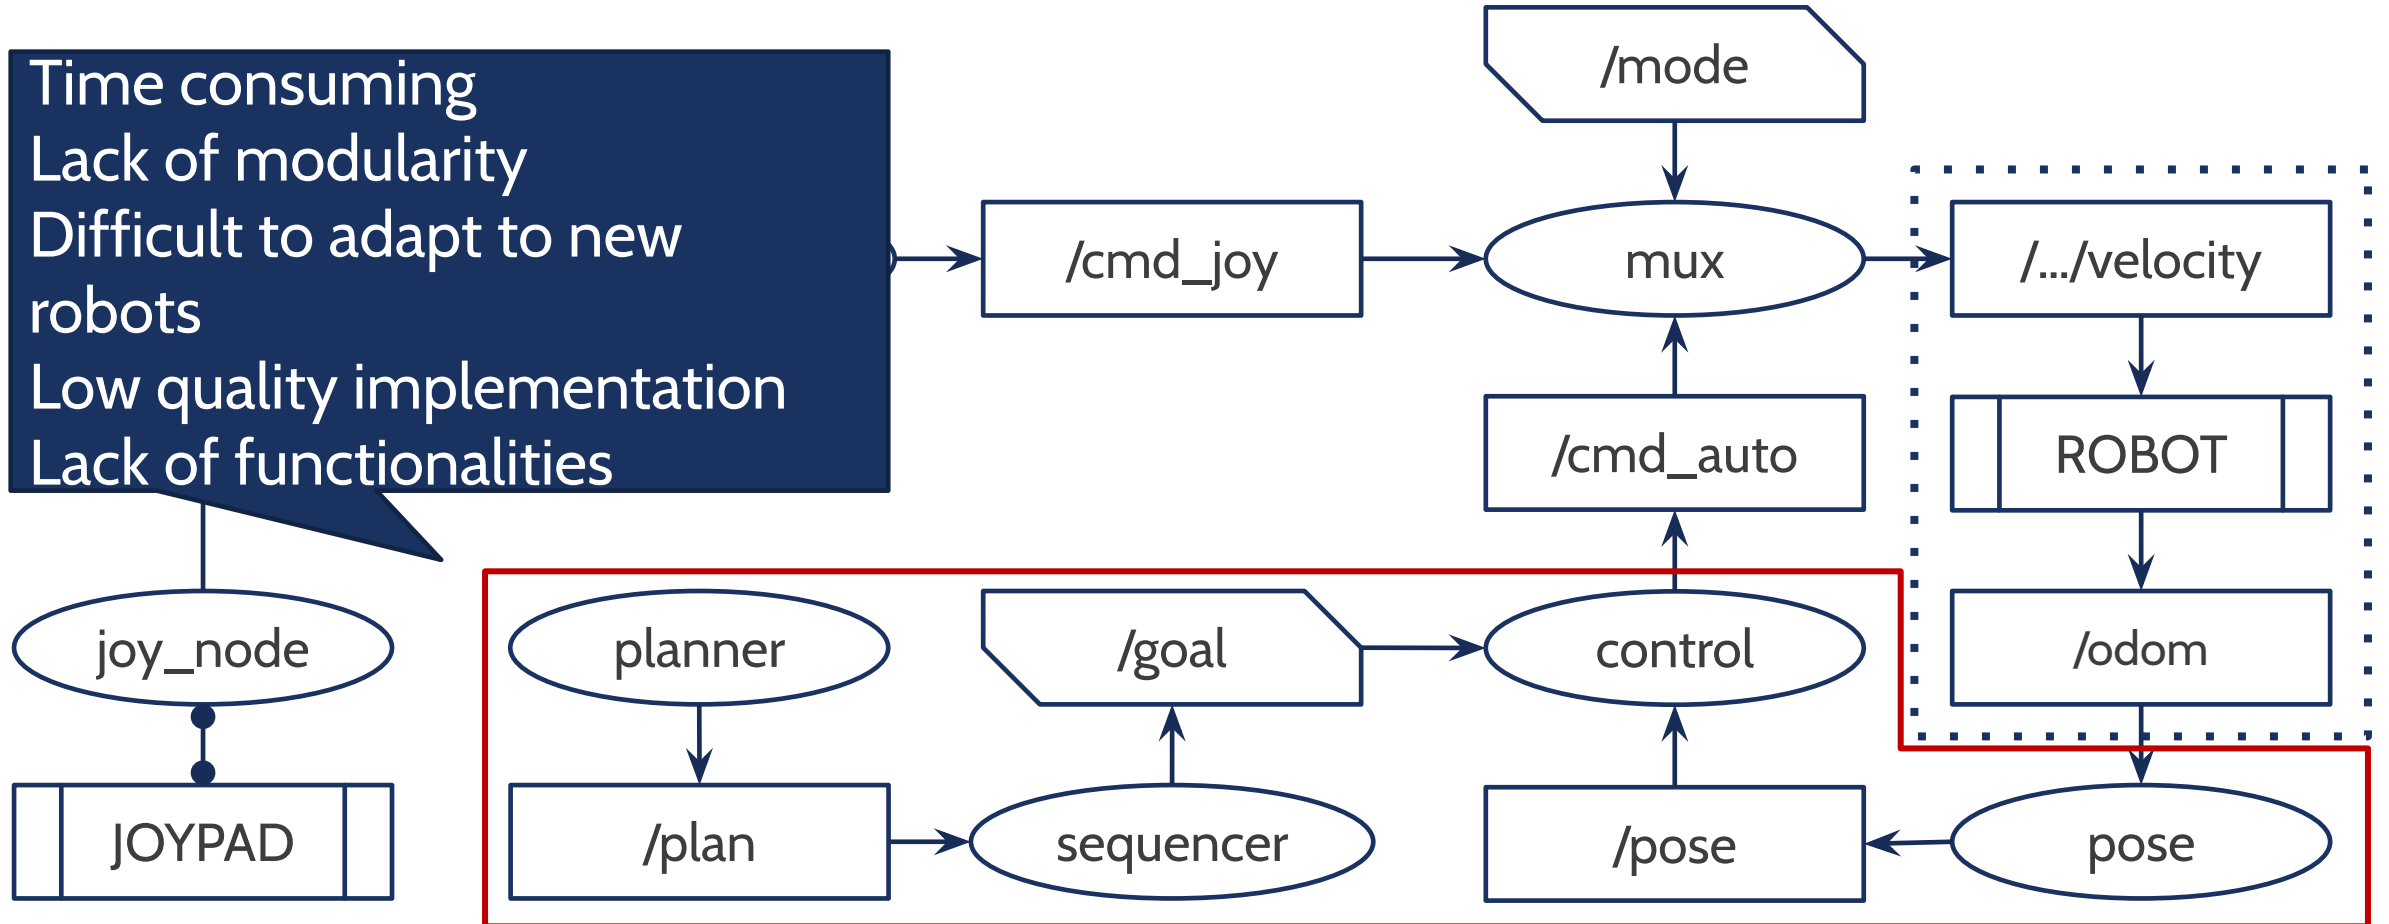 /mode
Time consuming
Lack of modularity
Difficult to adapt to new
robots
Low quality implementation
Lack of functionalities
/cmd_joy
mux
/.../velocity
/cmd_auto
ROBOT
joy_node
planner
/goal
control
/odom
JOYPAD
/plan
sequencer
/pose
pose